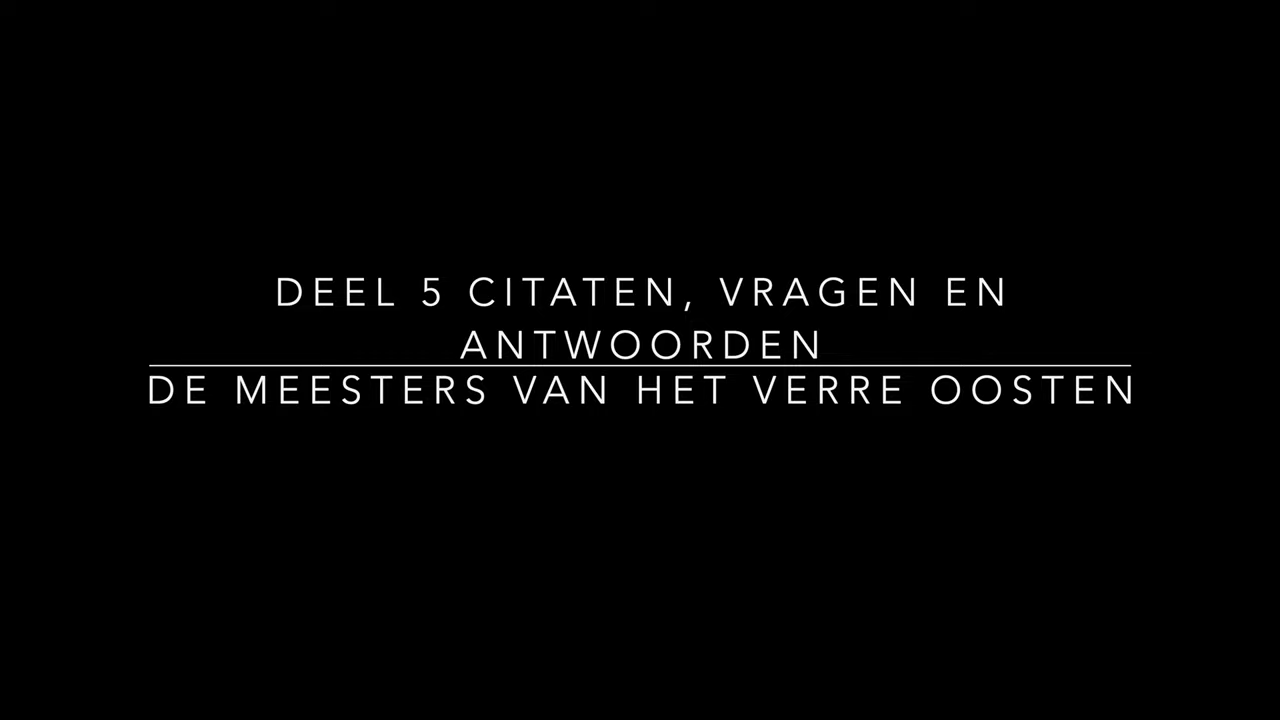 DEEL 5 CITATEN, VRAGEN EN
ANTWOORDEN
DE MEESTERS VAN HET VERRE OOSTEN